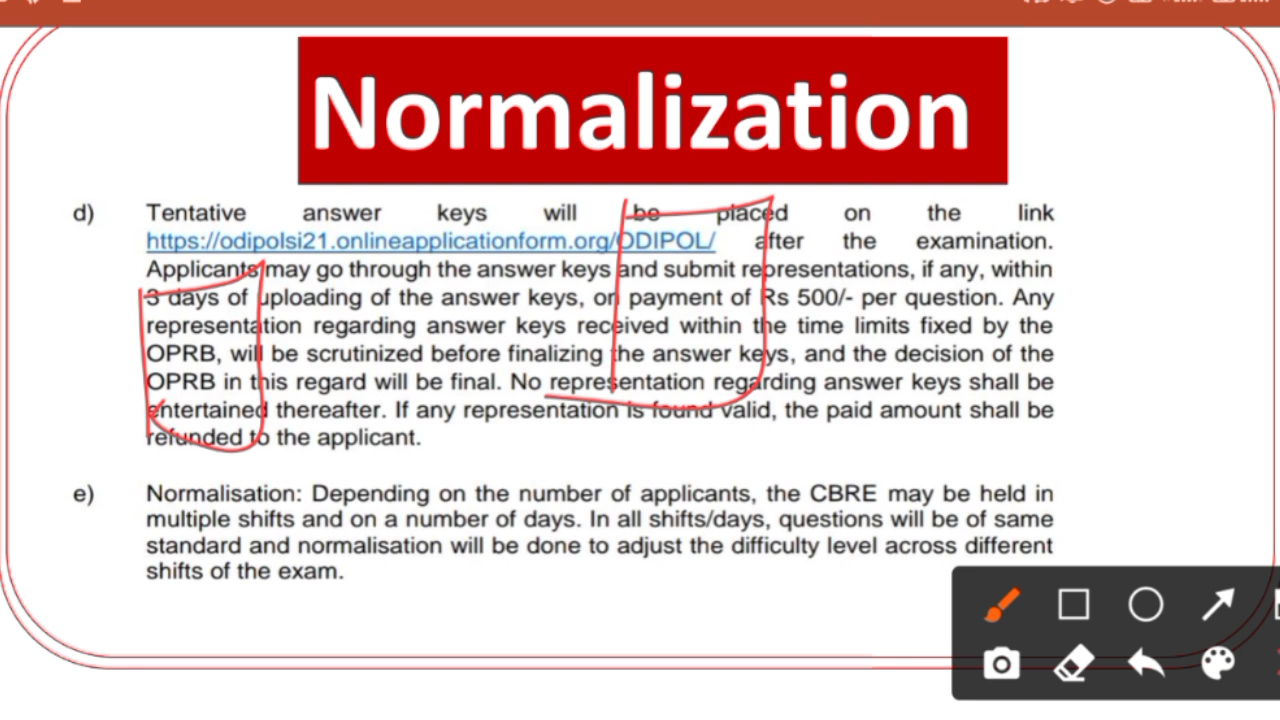 Normalization
d) Tentative answer keys will be placed on the link
https://odipolsi21.onlineapplicationform.org/ODIPOL/ after the examination.
Applicants may go through the answer keys and submit representations, if any, within
3 days of uploading of the answer keys, on payment of Rs 500/- per question. Any
representation regarding answer keys received within the time limits fixed by the
OPRB, will be scrutinized before finalizing the answer keys, and the decision of the
OPRB in this regard will be final. No representation regarding answer keys shall be
entertained thereafter. If any representation is found valid, the paid amount shall be
refunded to the applicant.
e) Normalisation: Depending on the number of applicants, the CBRE may be held in
multiple shifts and on a number of days. In all shifts/days, questions will be of same
standard and normalisation will be done to adjust the difficulty level across different
shifts of the exam.